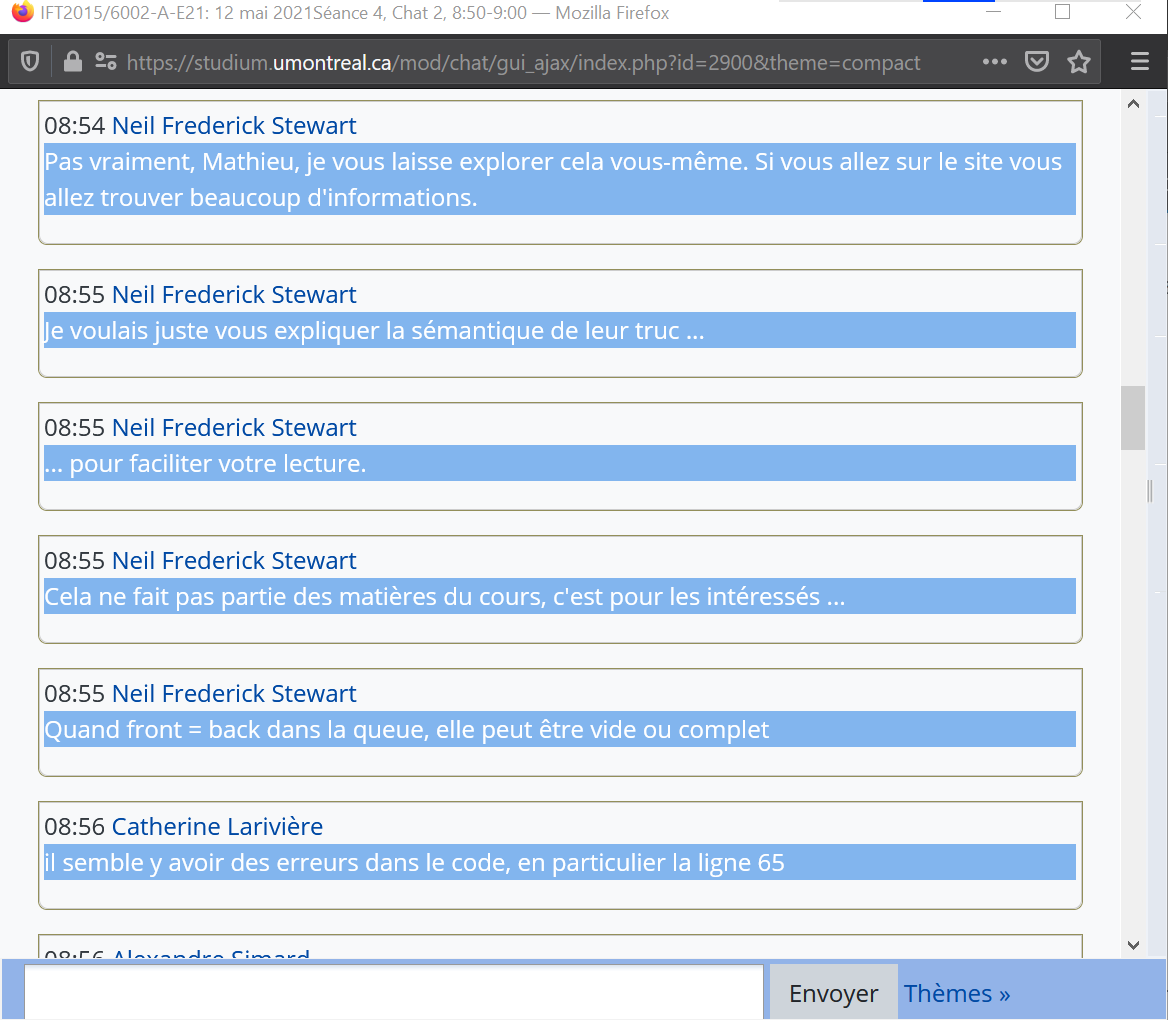 IFT2015/6002-A-E21: 12 mai 2021Séance 4, Chat 2, 8:50-9:00 — Mozilla Firefox
https://studium.umontreal.ca/mod/chat/gui_ajax/index.php?id=2900&theme=compact
08:54 Neil Frederick Stewart
Pas vraiment, Mathieu, je vous laisse explorer cela vous-même. Si vous allez sur le site vous
allez trouver beaucoup d'informations.
08:55 Neil Frederick Stewart
Je voulais juste vous expliquer la sémantique de leur truc ...
08:55 Neil Frederick Stewart
... pour faciliter votre lecture.
08:55 Neil Frederick Stewart
Cela ne fait pas partie des matières du cours, c'est pour les intéressés ...
08:55 Neil Frederick Stewart
Quand front = back dans la queue, elle peut être vide ou complet
08:56 Catherine Larivière
il semble y avoir des erreurs dans le code, en particulier la ligne 65
08:56 Alexandre Simard
Envoyer Thèmes »